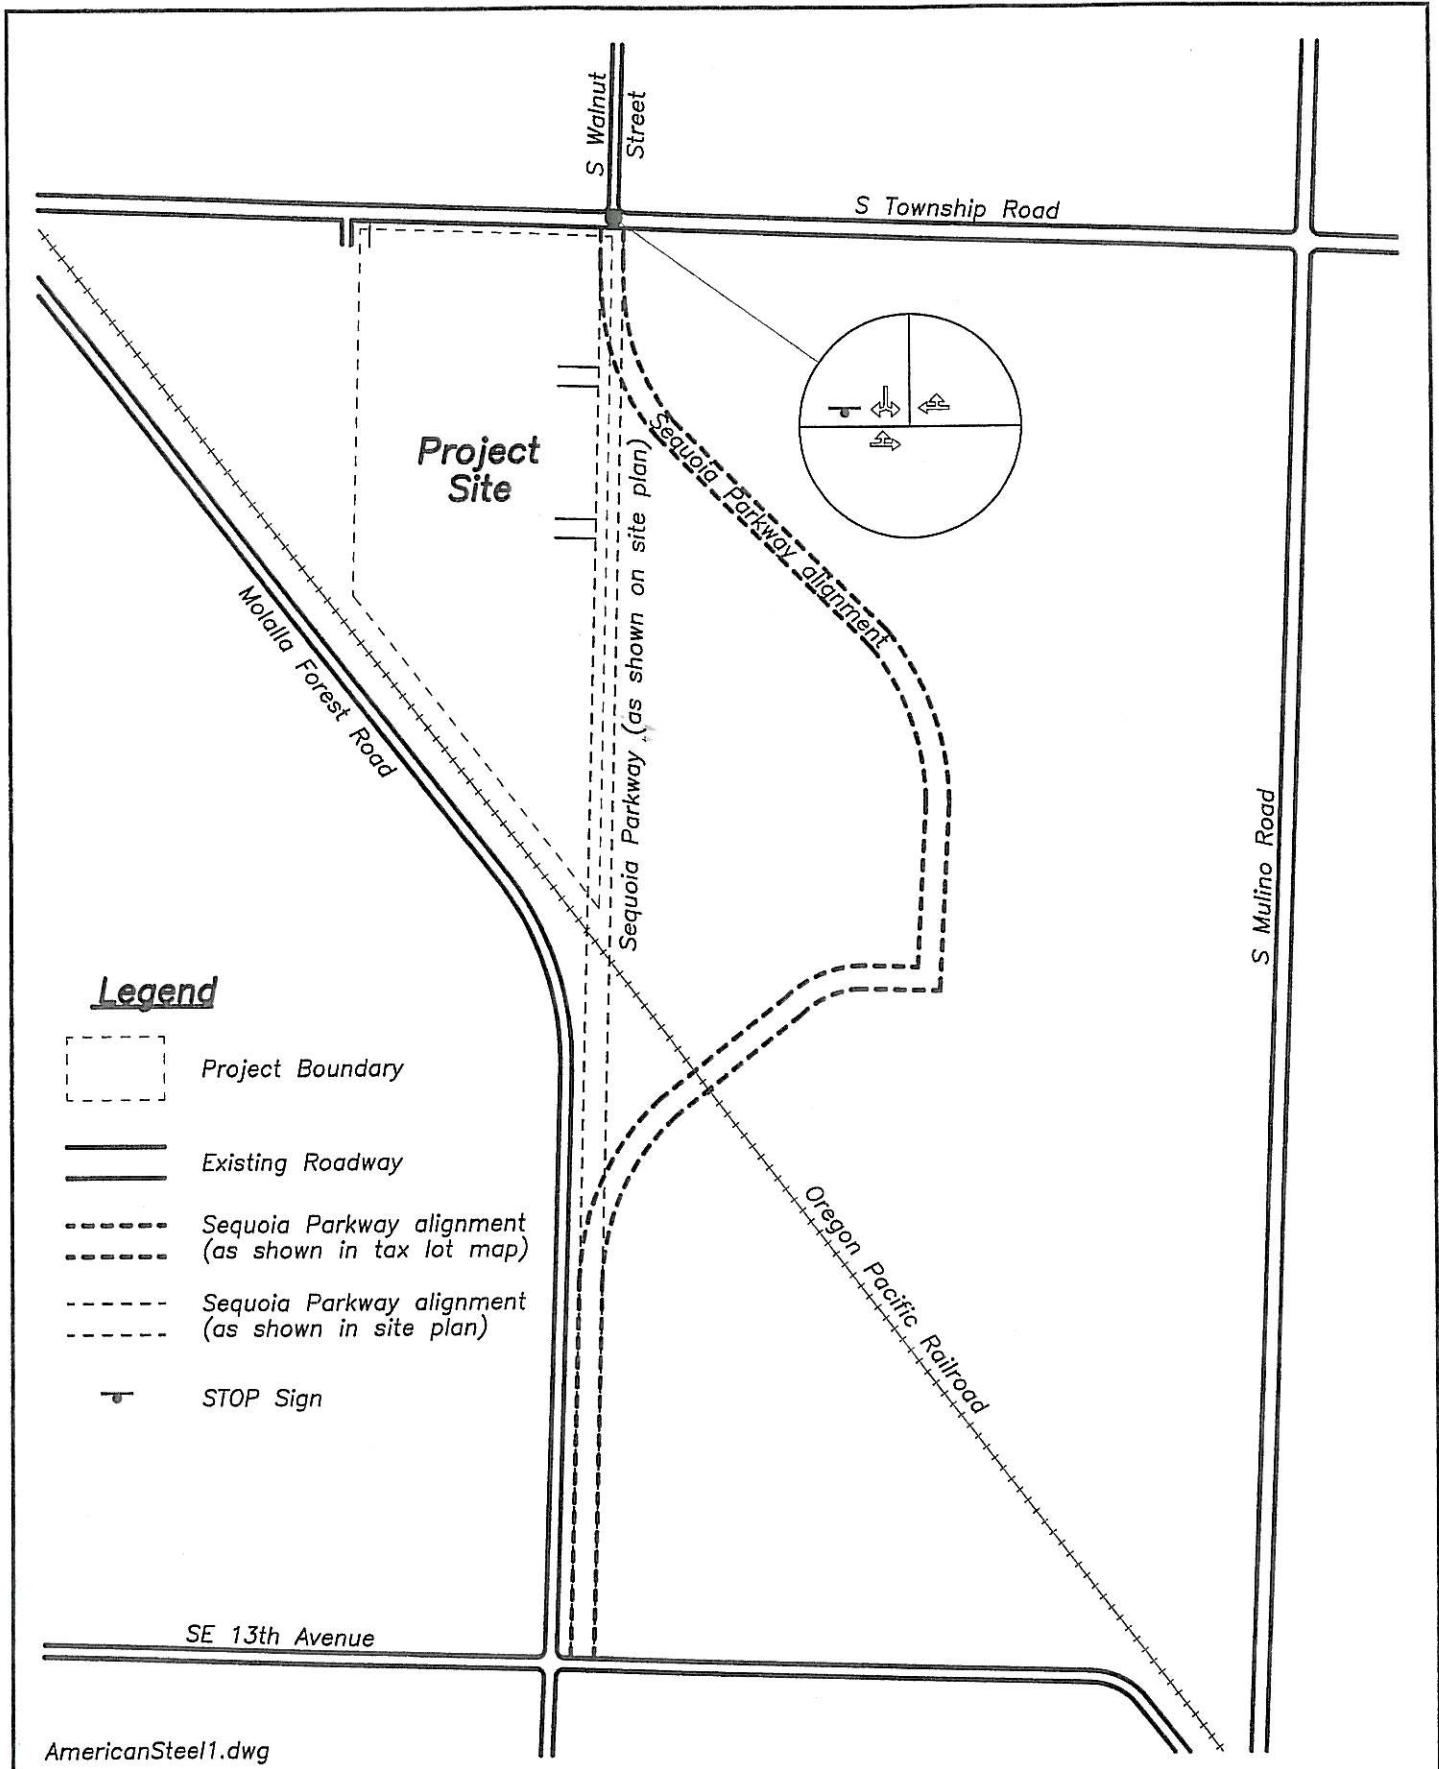 S Walnut
Street
S Township Road
Project
Site
Sequoia Parkway alignment
Sequoia Parkway (as shown on site plan)
Molalla Forest Road
S Mulino Road
Legend
Project Boundary
Existing Roadway
Sequoia Parkway alignment
(as shown in tax lot map)
Sequoia Parkway alignment
(as shown in site plan)
STOP Sign
Oregon Pacific Railroad
SE 13th Avenue
AmericanSteel1.dwg